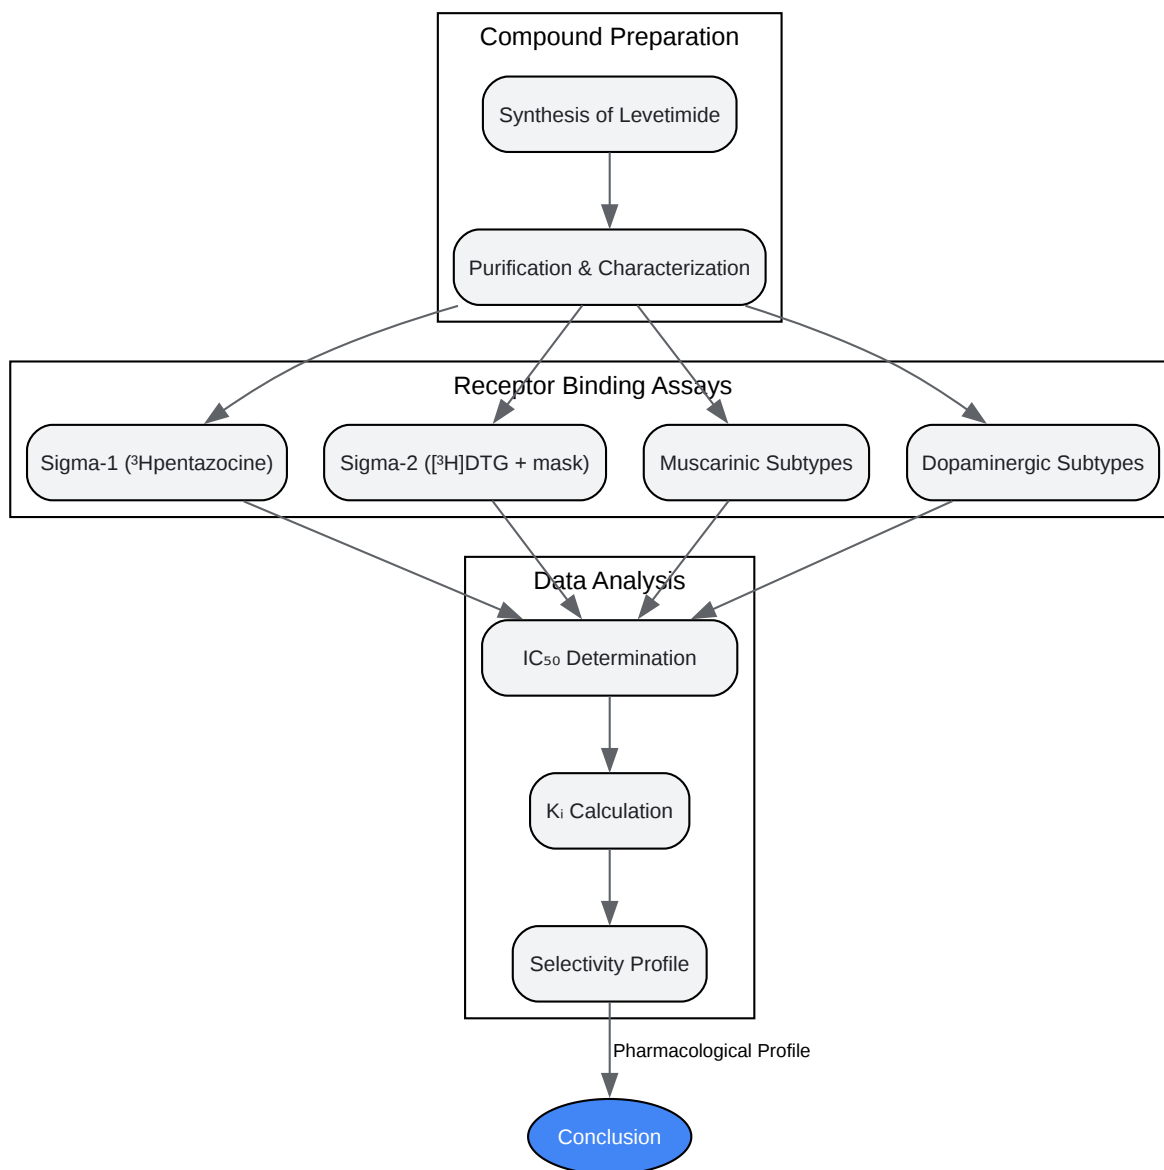 Compound Preparation
Synthesis of Levetimide
Purification & Characterization
Receptor Binding Assays
Sigma-1 (³Hpentazocine)
Sigma-2 ([³H]DTG + mask)
Muscarinic Subtypes
Dopaminergic Subtypes
Data Analysis
IC₅₀ Determination
Kᵢ Calculation
Selectivity Profile
Pharmacological Profile
Conclusion